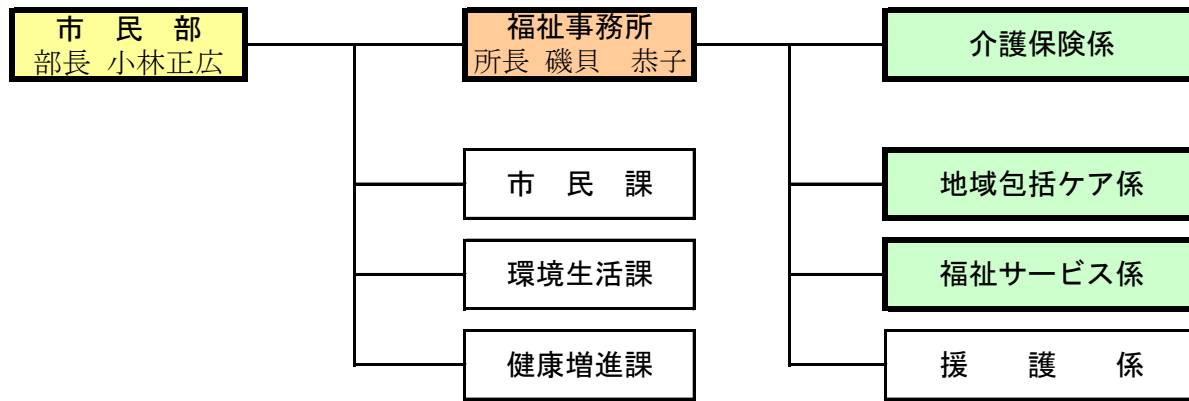 市　民　部
部長 小林正広
福祉事務所
所長 磯貝　恭子
介護保険係
市　民　課
地域包括ケア係
環境生活課
福祉サービス係
健康増進課
援　　護　　係